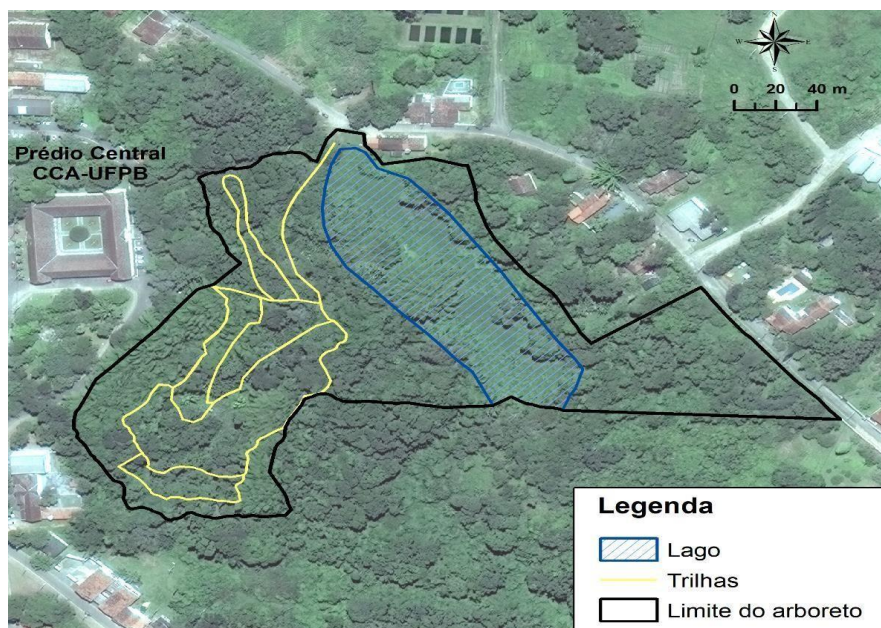 N
W
E
S
0
20
40 m
Prédio Central
CCA-UFPB
Legenda
Lago
Trilhas
Limite do arboreto